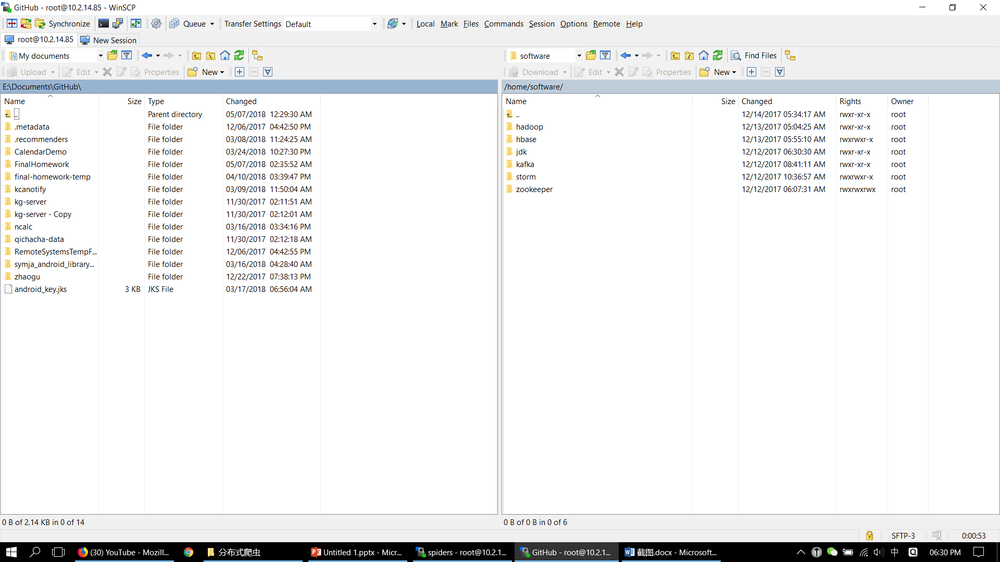 GitHub - root@10.2.14.85 - WinSCP
Synchronize Queue Transfer Settings Default Local Mark Files Commands Session Options Remote Help
root@10.2.14.85 New Session
My documents
software Find Files
Upload Edit Properties New
Download Edit Properties New
E:\Documents\GitHub\
Name Size Type Changed
.. Parent directory 05/07/2018 12:29:30 AM
.metadata File folder 12/06/2017 04:42:50 PM
.recommenders File folder 03/08/2018 11:24:25 AM
CalendarDemo File folder 03/24/2018 10:27:30 PM
FinalHomework File folder 05/07/2018 02:35:52 AM
final-homework-temp File folder 04/10/2018 03:39:47 PM
kcanotify File folder 03/09/2018 11:50:04 AM
kg-server File folder 11/30/2017 02:11:51 AM
kg-server - Copy File folder 11/30/2017 02:12:01 AM
ncalc File folder 03/16/2018 03:34:16 PM
qichacha-data File folder 11/30/2017 02:12:18 AM
RemoteSystemsTempF... File folder 12/06/2017 04:42:55 PM
symja_android_library... File folder 03/16/2018 04:28:40 AM
zhaogu File folder 12/22/2017 07:38:13 PM
android_key.jks 3 KB JKS File 03/17/2018 06:56:04 AM
0 B of 2.14 KB in 0 of 14
/home/software/
Name Size Changed Rights Owner
.. 12/14/2017 05:34:17 AM rwxr-xr-x root
hadoop 12/13/2017 05:04:25 AM rwxr-xr-x root
hbase 12/13/2017 05:55:10 AM rwxrwxr-x root
jdk 12/12/2017 06:30:30 AM rwxr-xr-x root
kafka 12/12/2017 08:41:11 AM rwxr-xr-x root
storm 12/12/2017 10:36:57 AM rwxrwxr-x root
zookeeper 12/12/2017 06:07:31 AM rwxrwxrwx root
0 B of 0 B in 0 of 6
SFTP-3 0:00:53
(30) YouTube - Mozill... 分布式爬虫 Untitled 1.pptx - Micr... spiders - root@10.2.1... GitHub - root@10.2.1... 截图.docx - Microsoft... 中 06:30 PM